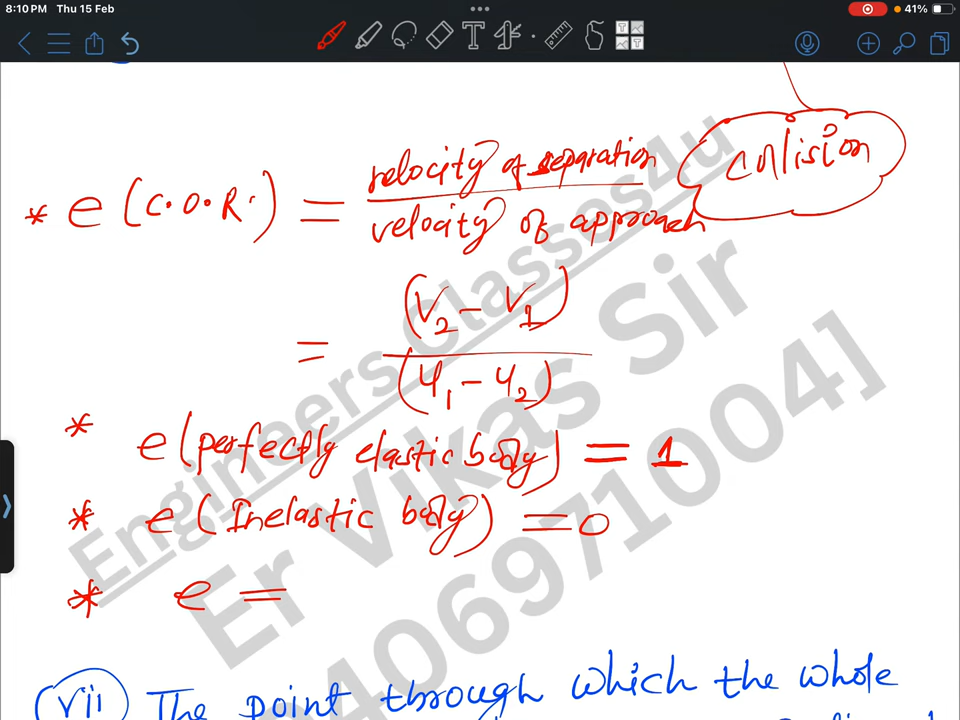 8:10 PM Thu 15 Feb
41%
collision
* e (C.O.R.) = velocity of separation
velocity of approach
= (V2 - V1)
(u1 - u2)
* e (perfectly elastic body) = 1
* e (Inelastic body) = 0
* e =
(vii) The point through which the whole
Engineers Classes4u
Er Vikas Sir
406971004]